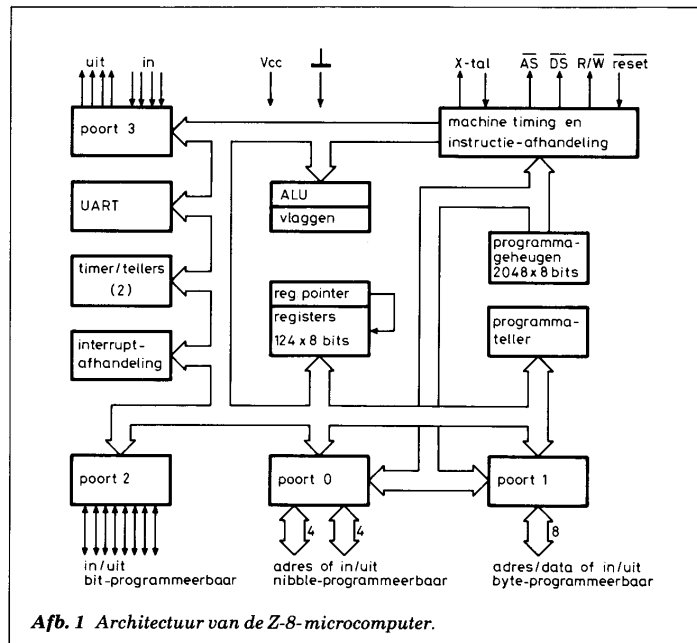 uit in Vcc X-tal A̅S̅ D̅S̅ R/W̅ r̅e̅s̅e̅t̅
poort 3
machine timing en
instructie-afhandeling
UART
ALU
vlaggen
programma-
geheugen
2048 x 8 bits
timer/tellers
(2)
reg pointer
registers
124 x 8 bits
programma-
teller
interrupt-
afhandeling
poort 2
poort 0
poort 1
4 4 8
in/uit
bit-programmeerbaar
adres of in/uit
nibble-programmeerbaar
adres/data of in/uit
byte-programmeerbaar
Afb. 1 Architectuur van de Z-8-microcomputer.